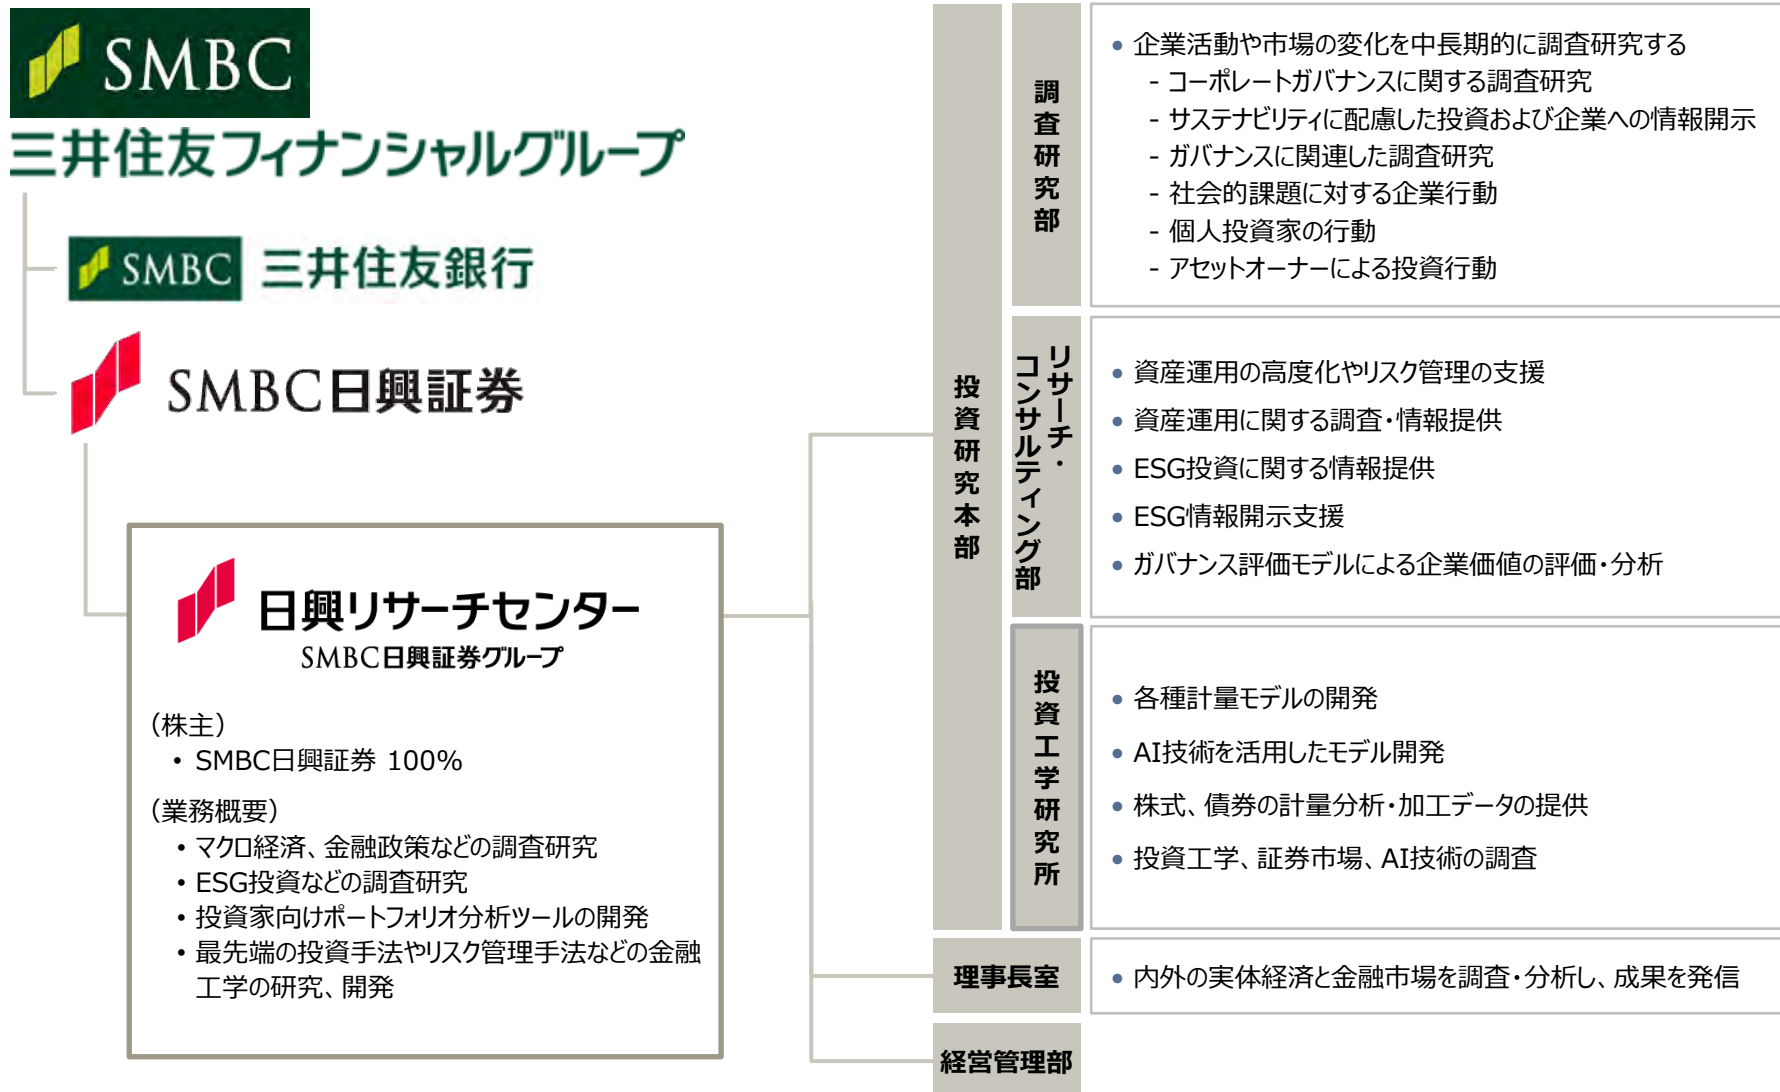 SMBC
三井住友フィナンシャルグループ
SMBC 三井住友銀行
SMBC日興証券
日興リサーチセンター
SMBC日興証券グループ
(株主)
• SMBC日興証券 100%
(業務概要)
• マクロ経済、金融政策などの調査研究
• ESG投資などの調査研究
• 投資家向けポートフォリオ分析ツールの開発
• 最先端の投資手法やリスク管理手法などの金融
工学の研究、開発
投資研究本部
調査研究部
• 企業活動や市場の変化を中長期的に調査研究する
- コーポレートガバナンスに関する調査研究
- サステナビリティに配慮した投資および企業への情報開示
- ガバナンスに関連した調査研究
- 社会的課題に対する企業行動
- 個人投資家の行動
- アセットオーナーによる投資行動
リサーチ・
コンサルティング部
• 資産運用の高度化やリスク管理の支援
• 資産運用に関する調査・情報提供
• ESG投資に関する情報提供
• ESG情報開示支援
• ガバナンス評価モデルによる企業価値の評価・分析
投資工学研究所
• 各種計量モデルの開発
• AI技術を活用したモデル開発
• 株式、債券の計量分析・加工データの提供
• 投資工学、証券市場、AI技術の調査
理事長室
• 内外の実体経済と金融市場を調査・分析し、成果を発信
経営管理部